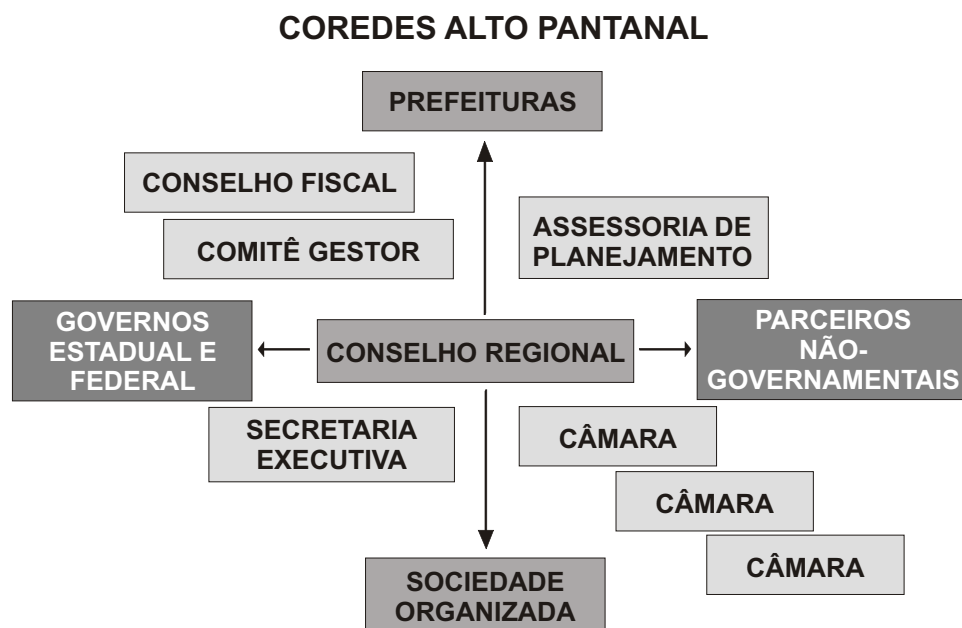 COREDES ALTO PANTANAL
PREFEITURAS
CONSELHO FISCAL
COMITÊ GESTOR
ASSESSORIA DE
PLANEJAMENTO
GOVERNOS
ESTADUAL E
FEDERAL
CONSELHO REGIONAL
PARCEIROS
NÃO-
GOVERNAMENTAIS
SECRETARIA
EXECUTIVA
CÂMARA
CÂMARA
CÂMARA
SOCIEDADE
ORGANIZADA